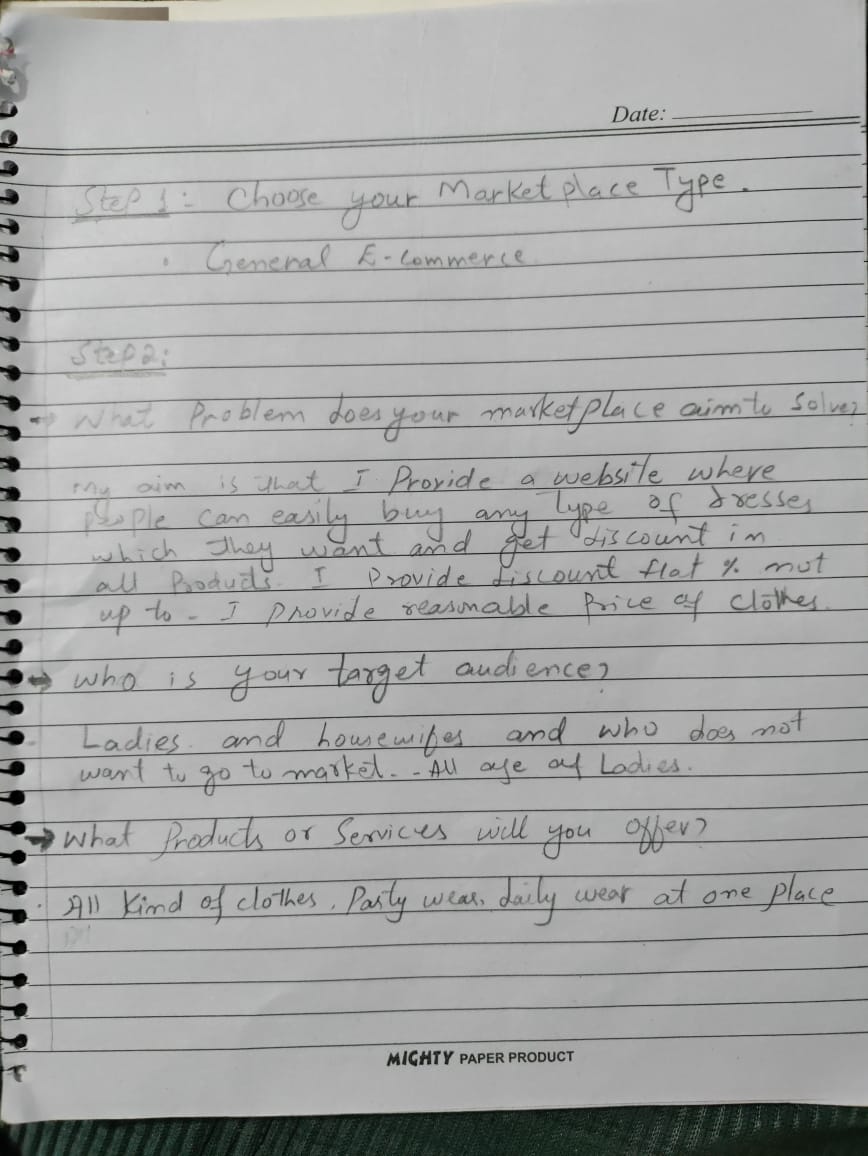 Date:
Step 1: Choose your Marketplace Type.
• General E-commerce
Step 2:
→ What Problem does your marketplace aim to Solve?
My aim is that I Provide a website where
people can easily buy any type of dresses
which They want and get discount in
all Products. I Provide discount flat % not
up to - I provide reasonable Price of Clothes.
→ who is your target audience?
Ladies. and housewifes and who does not
want to go to market. - All age of Ladies.
→ What Products or Services will you offer?
• All Kind of clothes, Party wear, daily wear at one place
MIGHTY PAPER PRODUCT